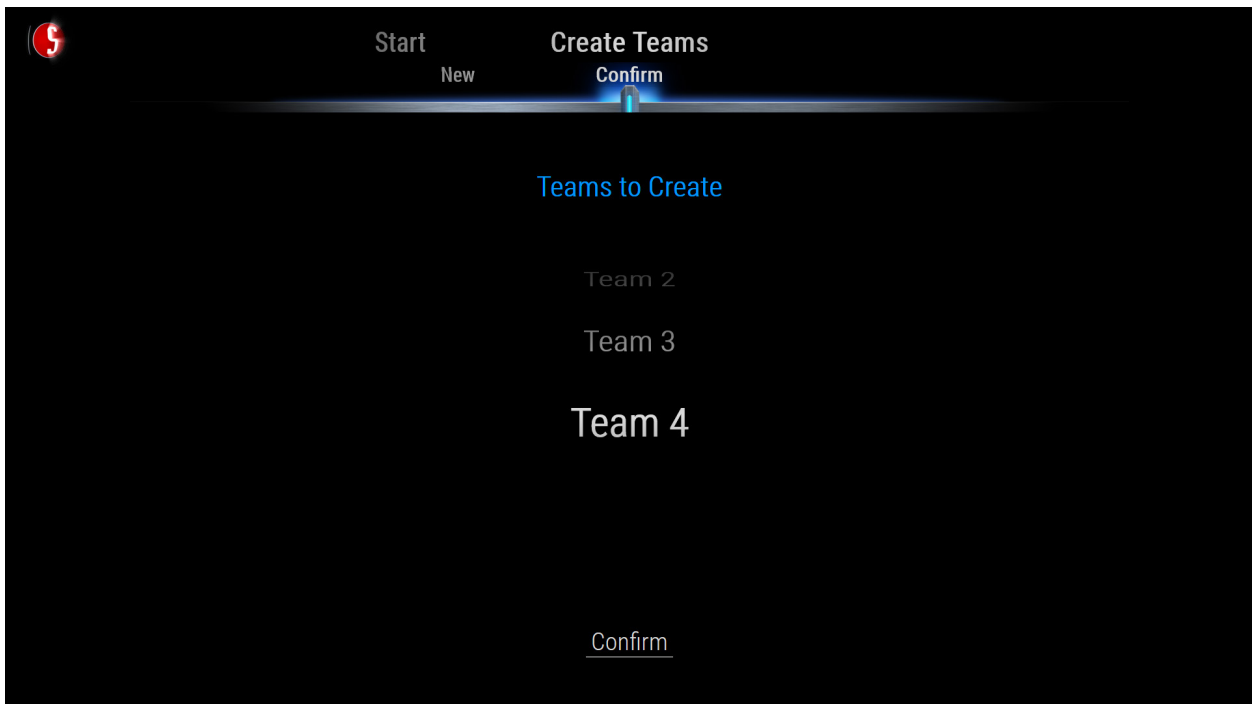 S
Start Create Teams
New Confirm
Teams to Create
Team 2
Team 3
Team 4
Confirm